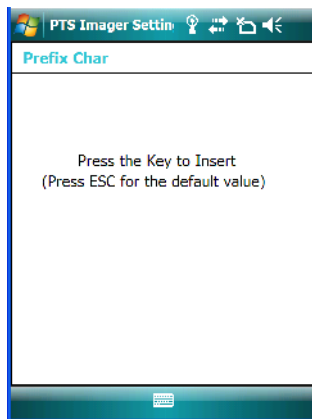 PTS Imager Settin
Prefix Char
Press the Key to Insert
(Press ESC for the default value)